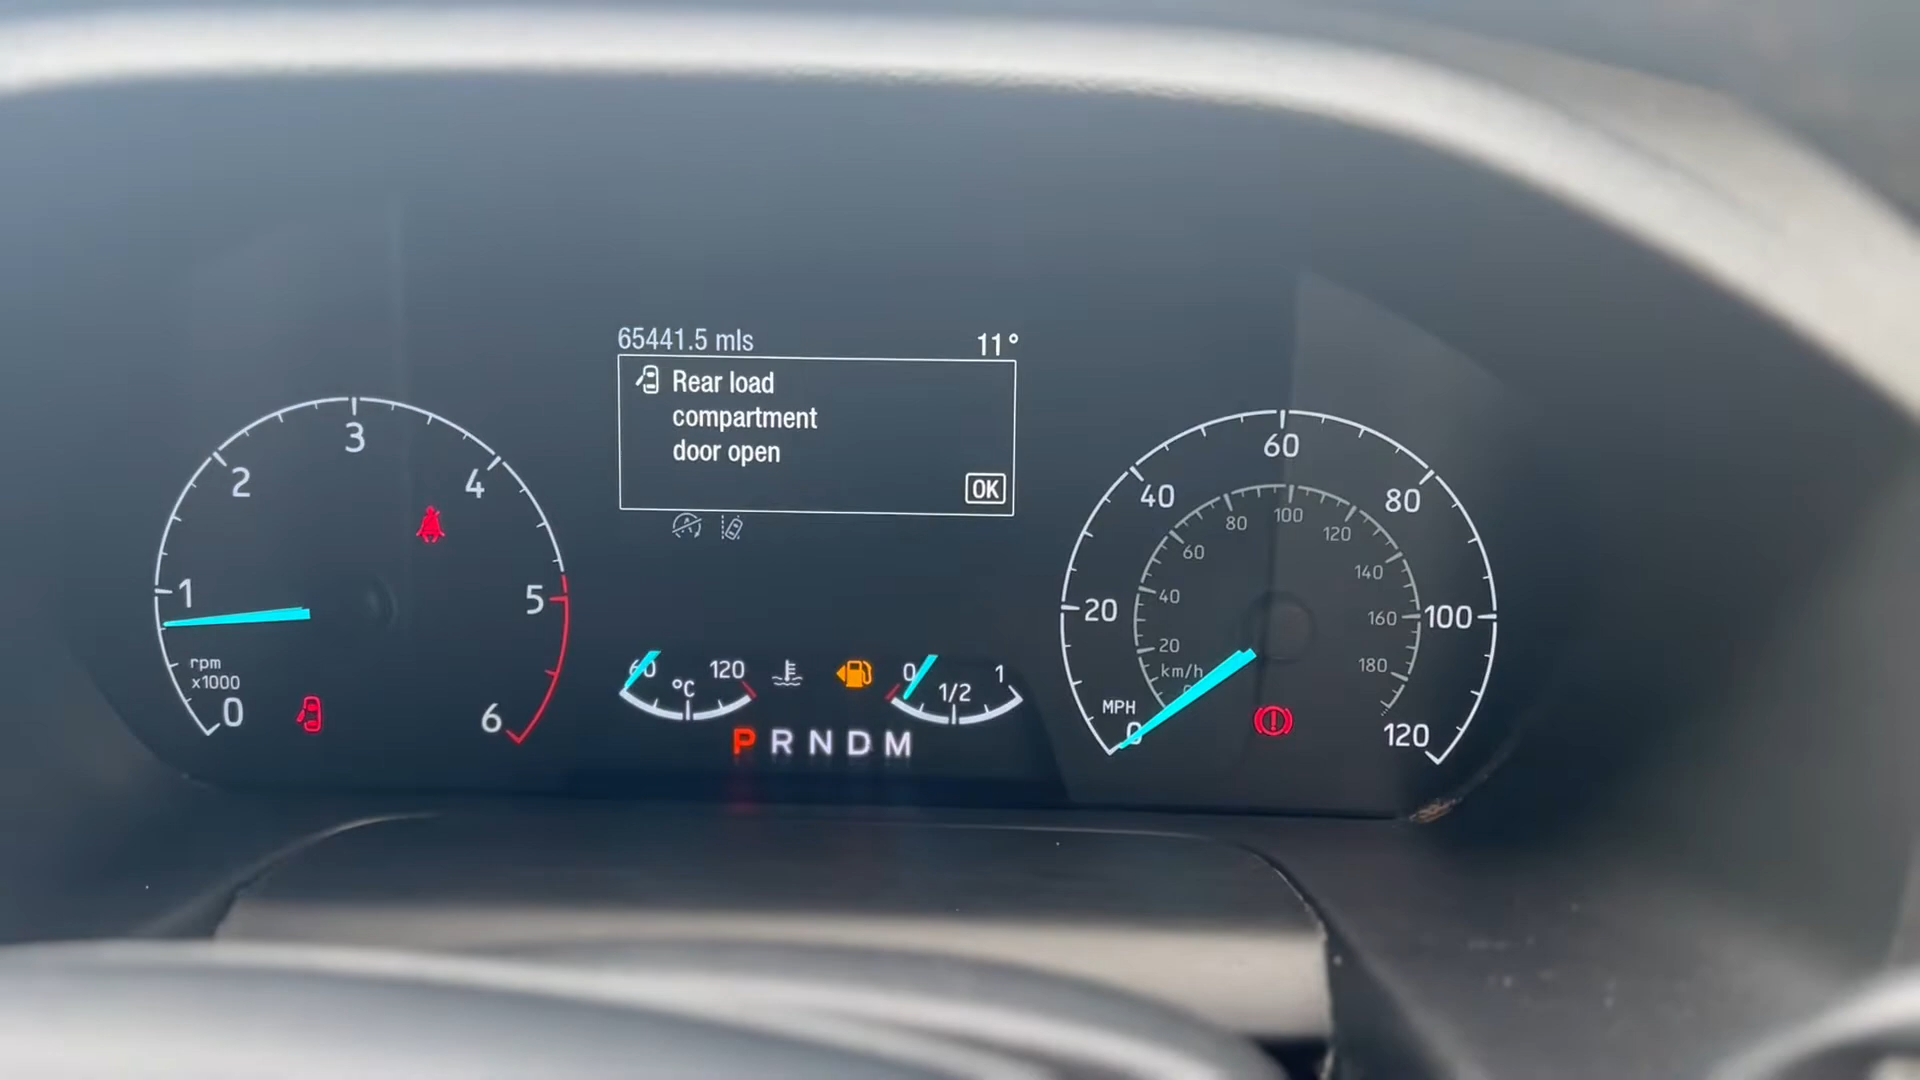 65441.5 mls
11°
Rear load
compartment
door open
OK
0
1
2
3
4
5
6
rpm
x1000
60
120
°C
0
1/2
1
P R N D M
0
20
40
60
80
100
120
MPH
20
40
60
80
100
120
140
160
180
km/h